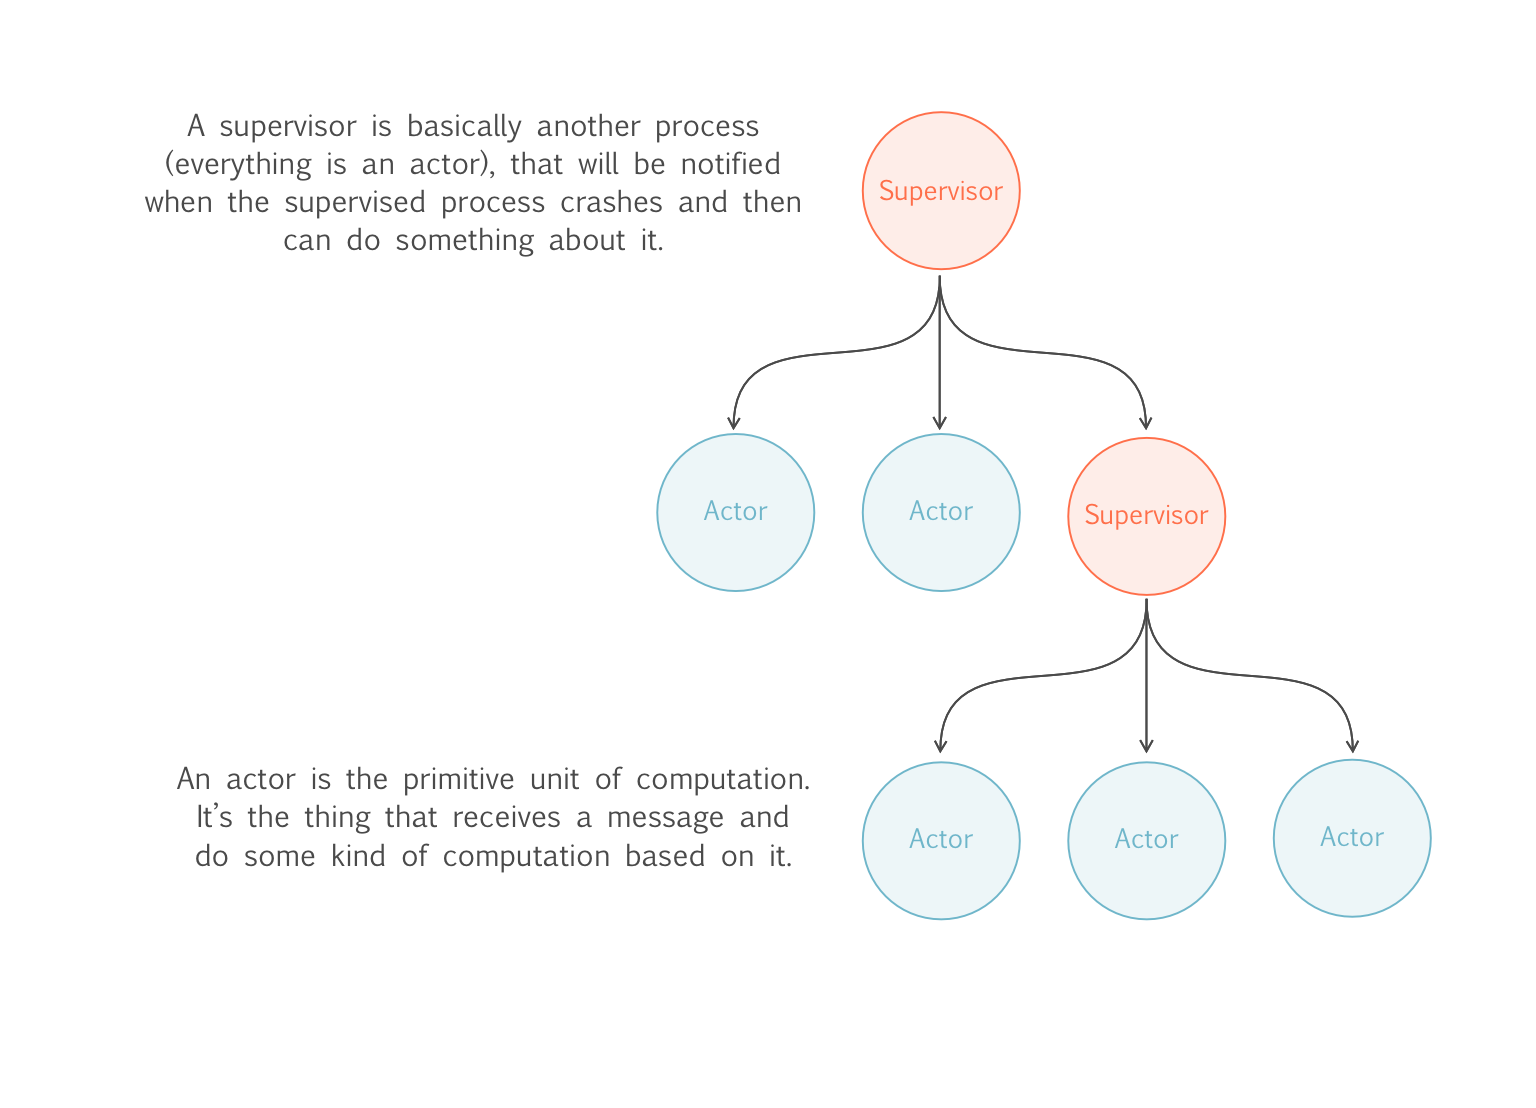 A supervisor is basically another process
(everything is an actor), that will be notified
when the supervised process crashes and then
can do something about it.
Supervisor
Actor
Actor
Supervisor
An actor is the primitive unit of computation.
It’s the thing that receives a message and
do some kind of computation based on it.
Actor
Actor
Actor